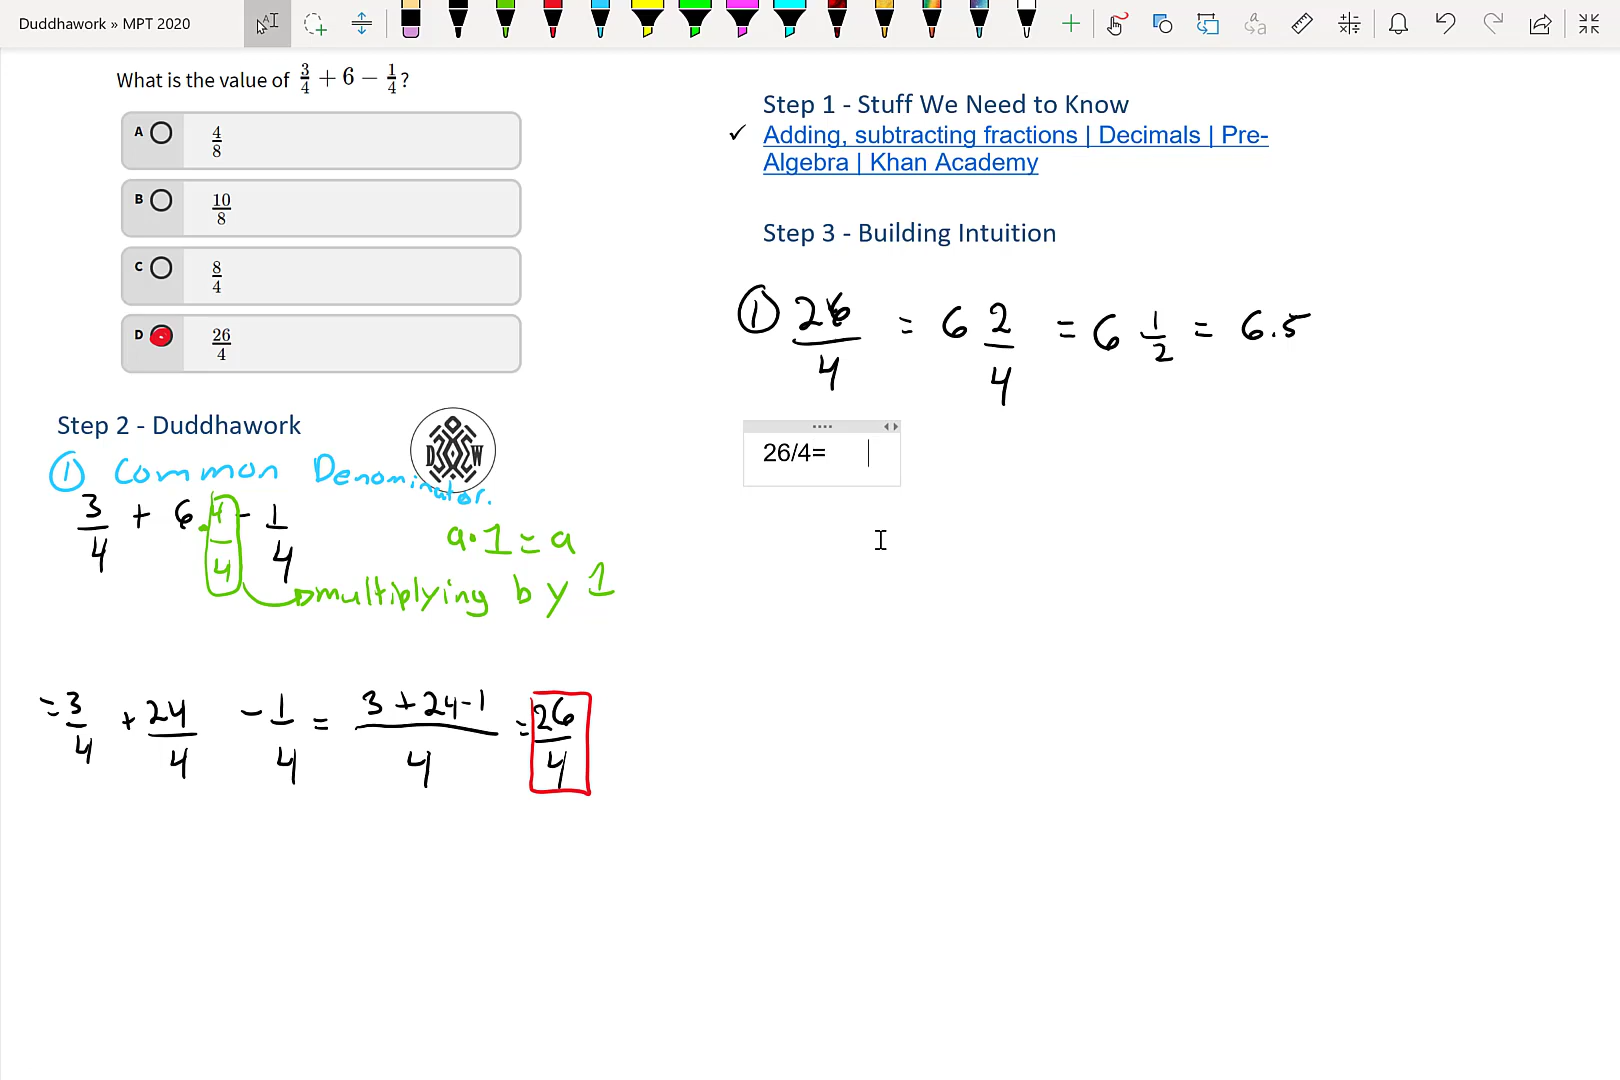 Duddhawork » MPT 2020
What is the value of 3/4 + 6 − 1/4?
A 4/8
B 10/8
C 8/4
D 26/4
Step 2 - Duddhawork
① Common Denominator.
3/4 + 6 · 4/4 - 1/4
a·1 = a
multiplying by 1
= 3/4 + 24/4 - 1/4 = (3 + 24 - 1)/4 = 26/4
Step 1 - Stuff We Need to Know
✓ Adding, subtracting fractions | Decimals | Pre-
Algebra | Khan Academy
Step 3 - Building Intuition
① 26/4 = 6 2/4 = 6 1/2 = 6.5
26/4=
D W